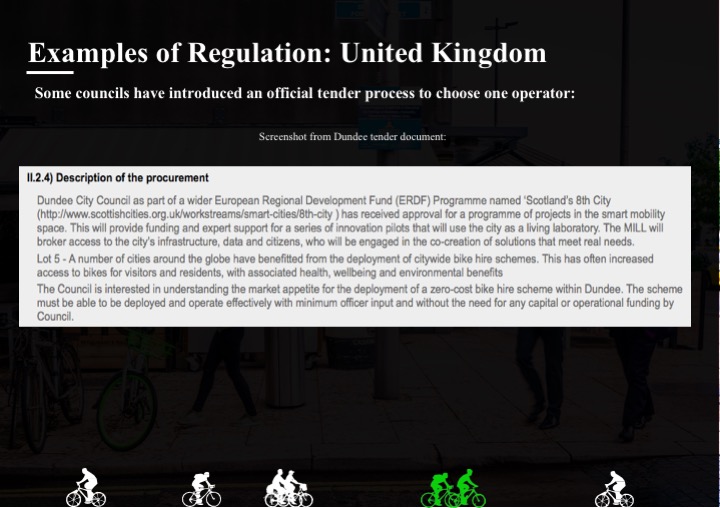 Examples of Regulation: United Kingdom
Some councils have introduced an official tender process to choose one operator:
Screenshot from Dundee tender document:
II.2.4) Description of the procurement
Dundee City Council as part of a wider European Regional Development Fund (ERDF) Programme named 'Scotland's 8th City
(http://www.scottishcities.org.uk/workstreams/smart-cities/8th-city ) has received approval for a programme of projects in the smart mobility
space. This will provide funding and expert support for a series of innovation pilots that will use the city as a living laboratory. The MILL will
broker access to the city's infrastructure, data and citizens, who will be engaged in the co-creation of solutions that meet real needs.
Lot 5 - A number of cities around the globe have benefitted from the deployment of citywide bike hire schemes. This has often increased
access to bikes for visitors and residents, with associated health, wellbeing and environmental benefits
The Council is interested in understanding the market appetite for the deployment of a zero-cost bike hire scheme within Dundee. The scheme
must be able to be deployed and operate effectively with minimum officer input and without the need for any capital or operational funding by
Council.